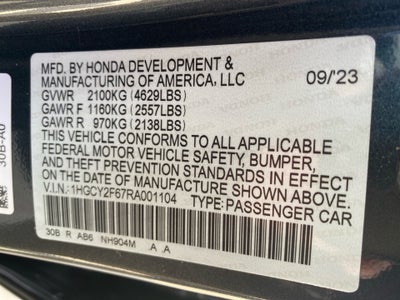 MFD. BY HONDA DEVELOPMENT &
MANUFACTURING OF AMERICA, LLC 09/23
GVWR 2100KG (4629LBS)
GAWR F 1160KG (2557LBS)
GAWR R 970KG (2138LBS)
THIS VEHICLE CONFORMS TO ALL APPLICABLE
FEDERAL MOTOR VEHICLE SAFETY, BUMPER,
AND THEFT PREVENTION STANDARDS IN EFFECT
ON THE DATE OF MANUFACTURE SHOWN ABOVE.
V.I.N.: 1HGCY2F67RA001104 TYPE: PASSENGER CAR
30B R AB6 NH904M .A .A
30B-A0